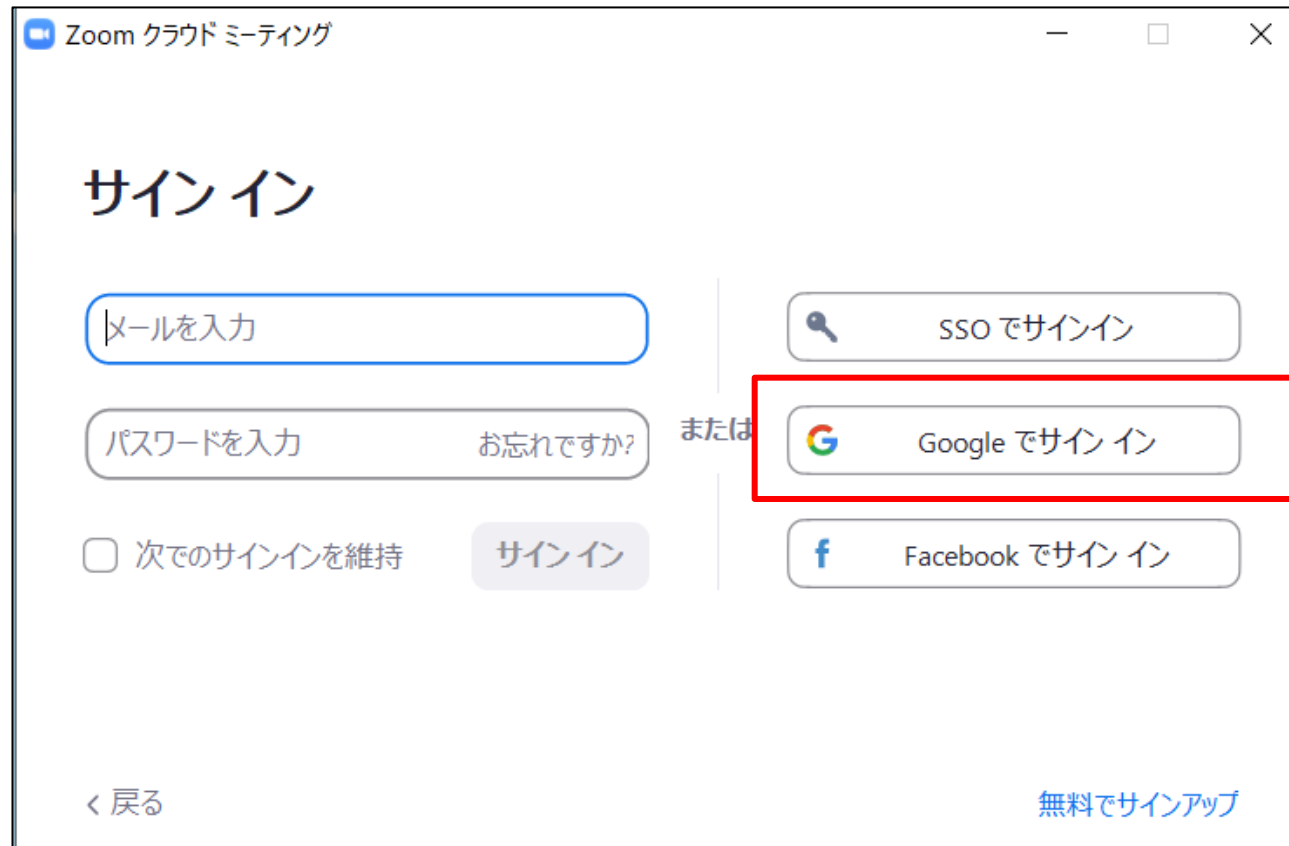 Zoom クラウド ミーティング
サイン イン
メールを入力
パスワードを入力 お忘れですか?
次でのサインインを維持 サイン イン
または
SSO でサインイン
Google でサイン イン
Facebook でサイン イン
戻る
無料でサインアップ